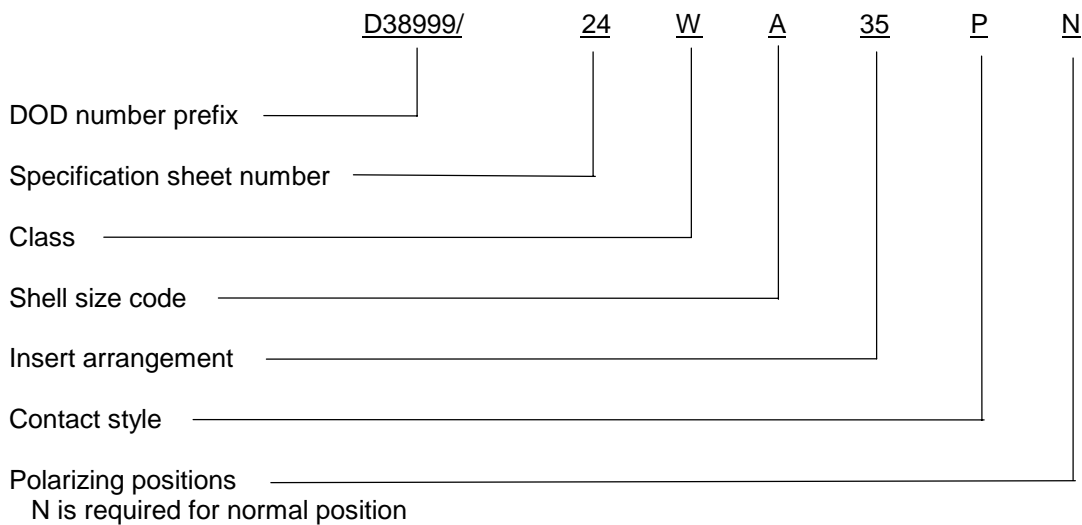 D38999/ 24 W A 35 P N
DOD number prefix
Specification sheet number
Class
Shell size code
Insert arrangement
Contact style
Polarizing positions
N is required for normal position